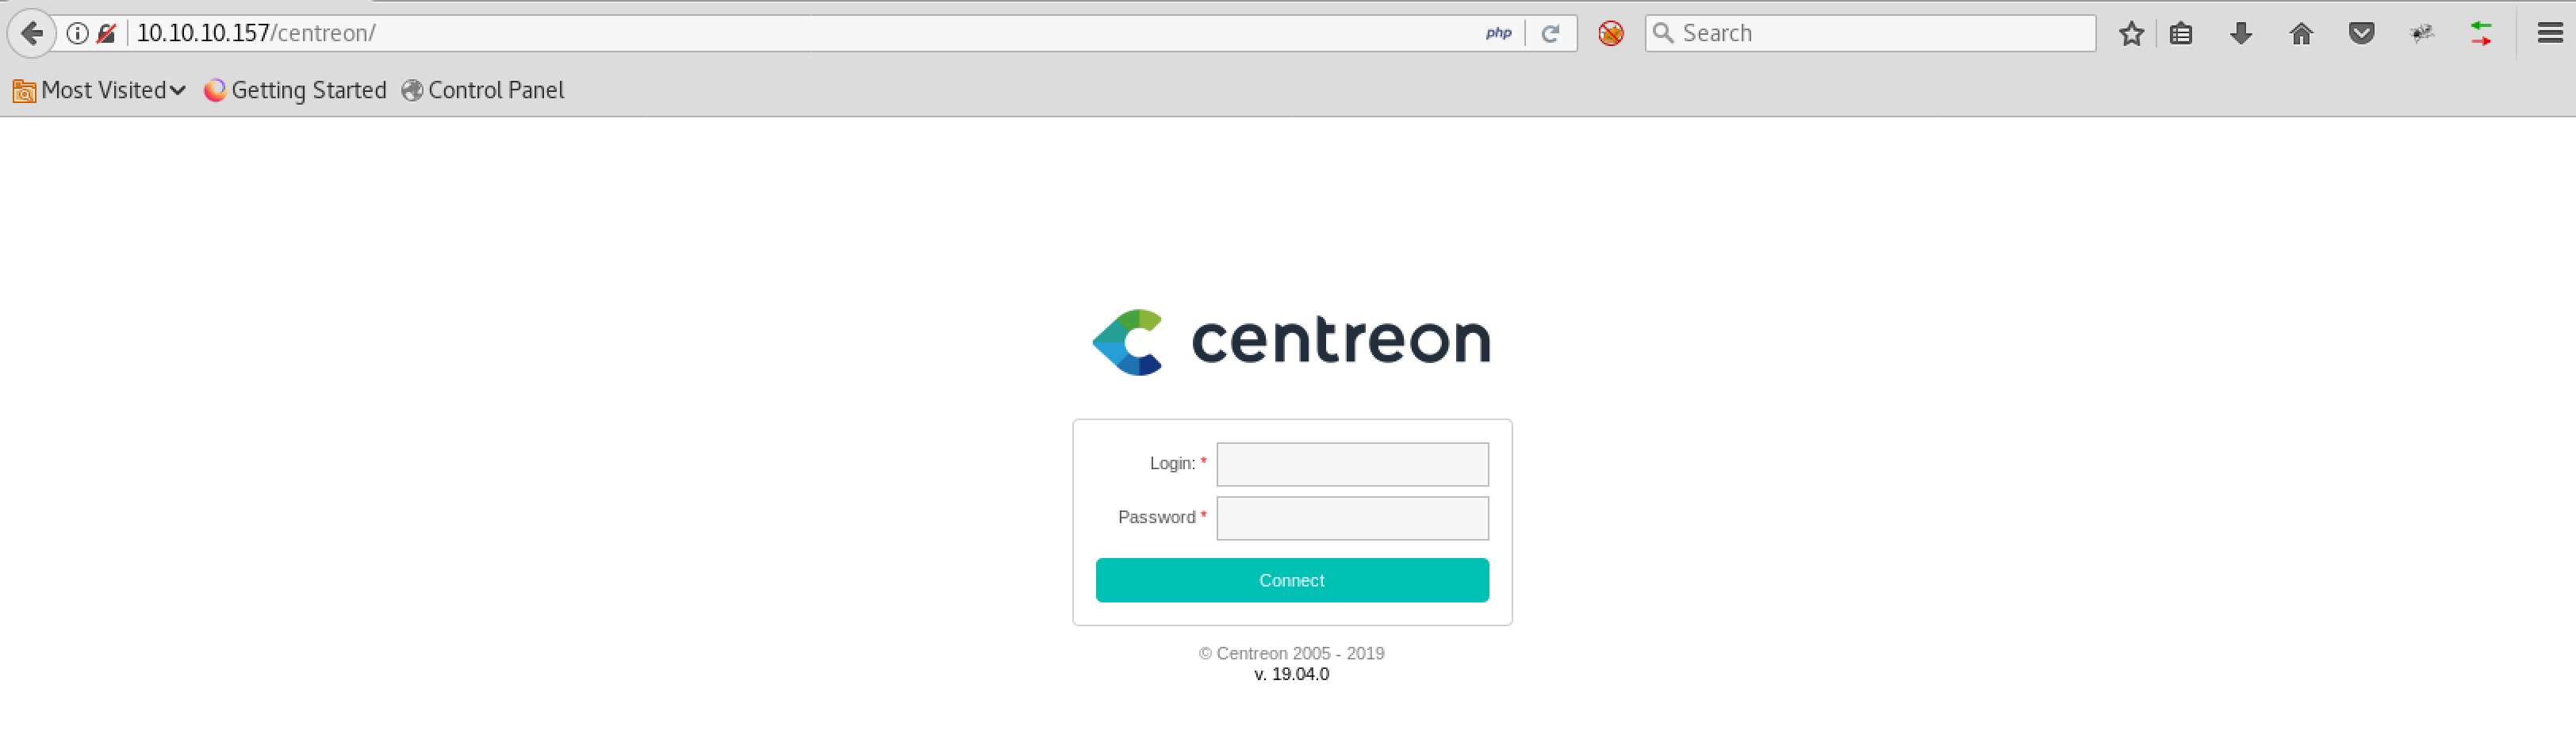 10.10.10.157/centreon/ php Search
Most Visited Getting Started Control Panel
centreon
Login: *
Password *
Connect
© Centreon 2005 - 2019
v. 19.04.0